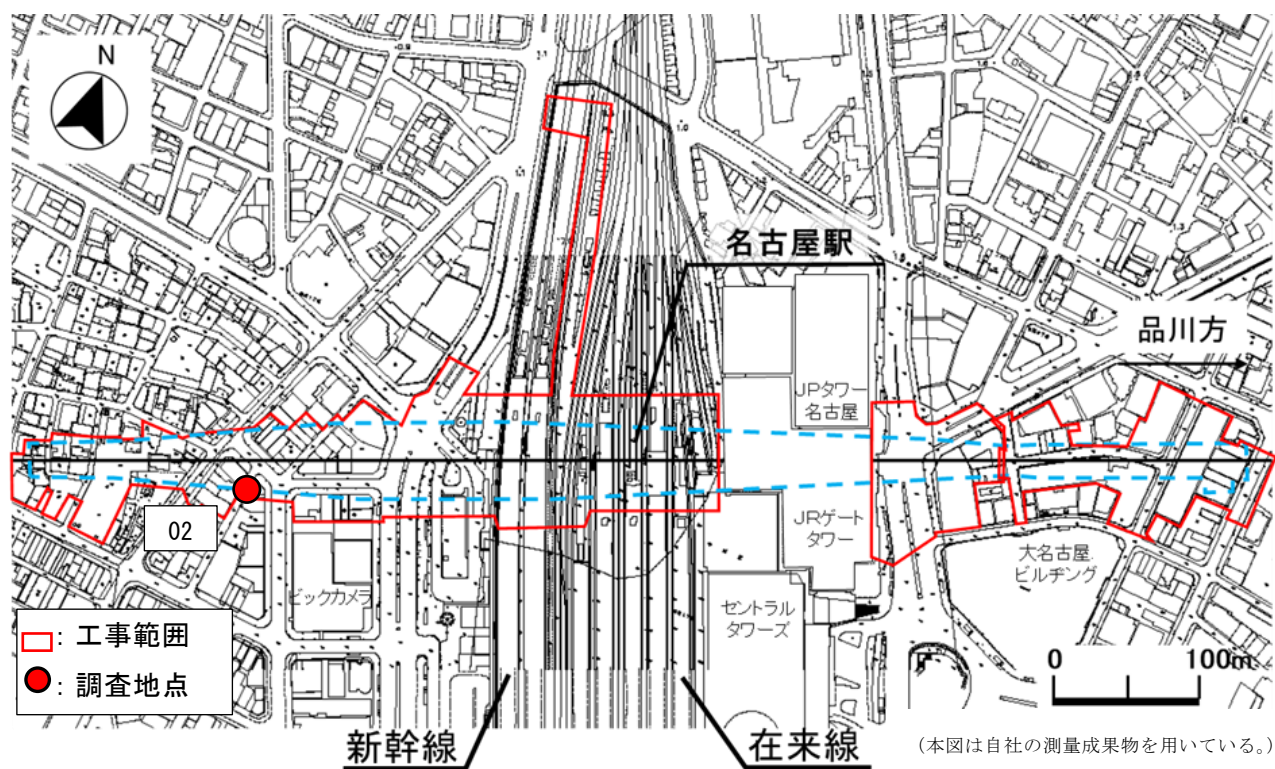 N
名古屋駅
品川方
JPタワー
名古屋
JRゲート
タワー
大名古屋
ビルヂング
02
ビックカメラ
セントラル
タワーズ
: 工事範囲
: 調査地点
0
100m
新幹線
在来線
(本図は自社の測量成果物を用いている。)